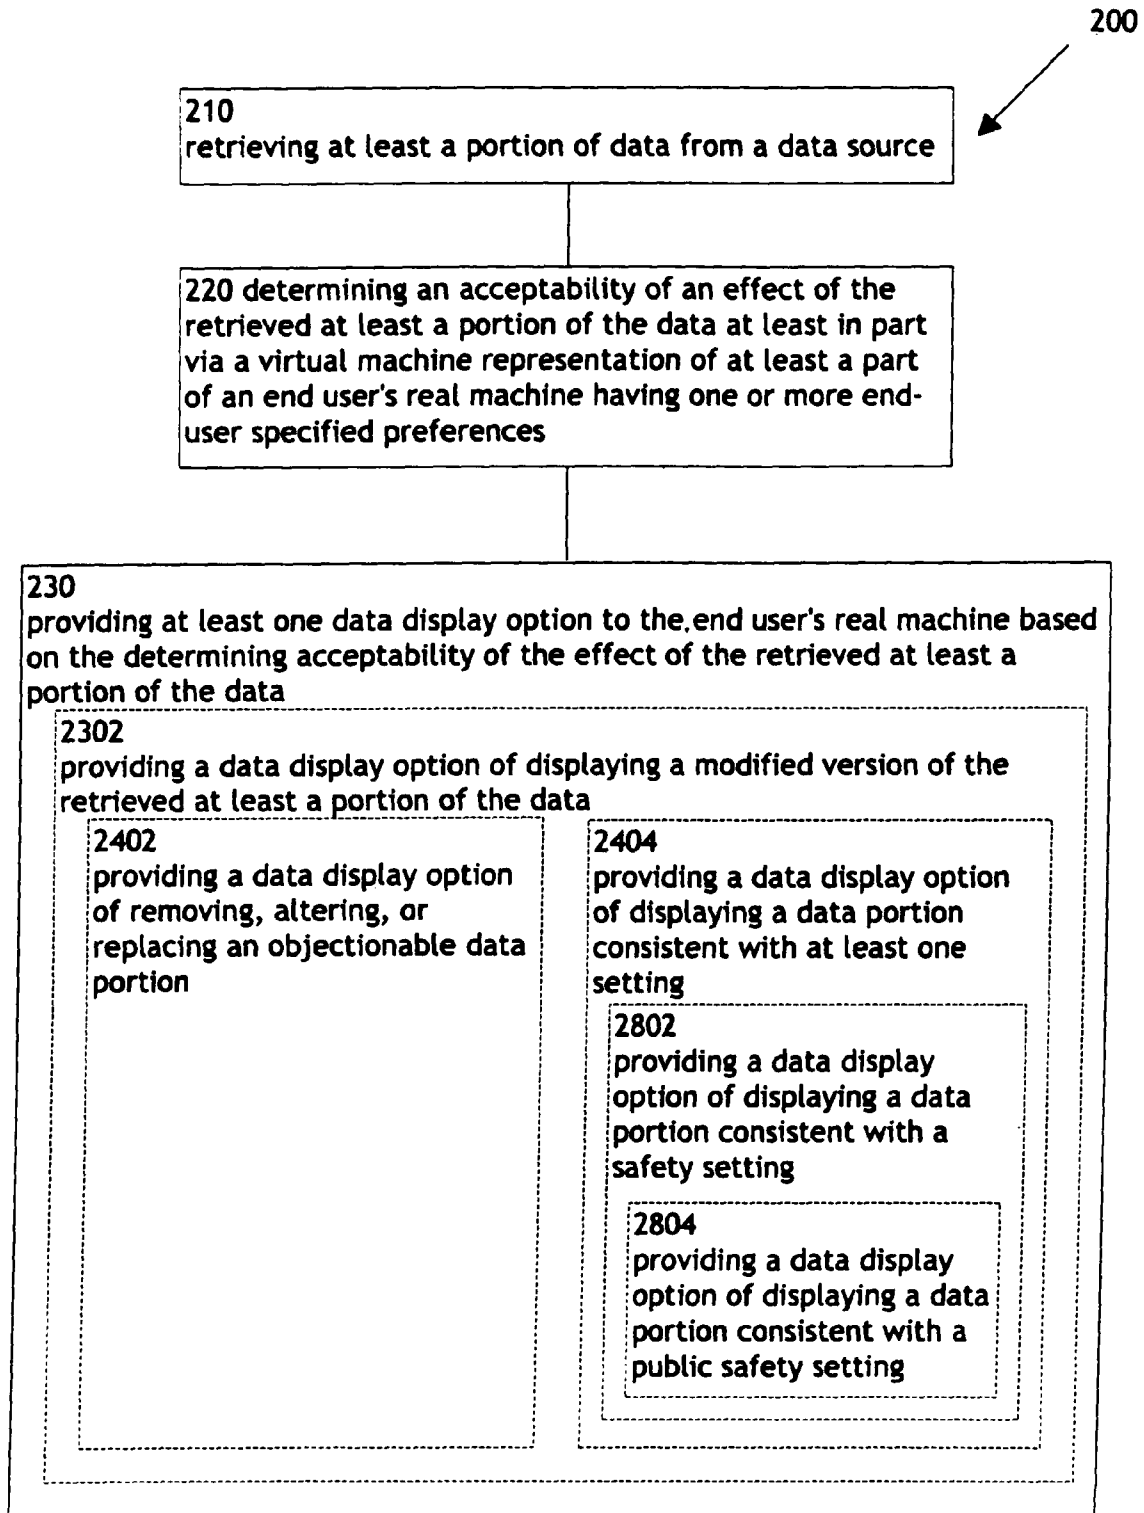 200
210
retrieving at least a portion of data from a data source
220 determining an acceptability of an effect of the
retrieved at least a portion of the data at least in part
via a virtual machine representation of at least a part
of an end user's real machine having one or more end-
user specified preferences
230
providing at least one data display option to the end user's real machine based
on the determining acceptability of the effect of the retrieved at least a
portion of the data
2302
providing a data display option of displaying a modified version of the
retrieved at least a portion of the data
2402
providing a data display option
of removing, altering, or
replacing an objectionable data
portion
2404
providing a data display option
of displaying a data portion
consistent with at least one
setting
2802
providing a data display
option of displaying a data
portion consistent with a
safety setting
2804
providing a data display
option of displaying a data
portion consistent with a
public safety setting